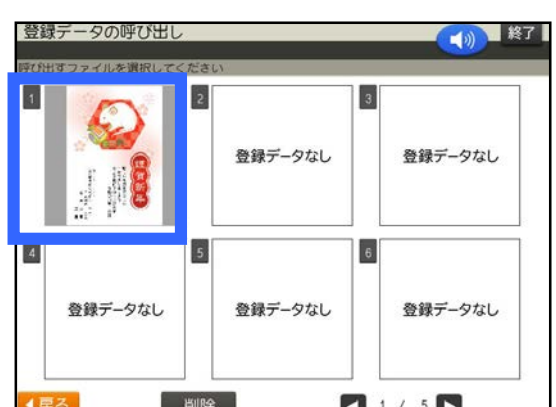 登録データの呼び出し
終了
呼び出すファイルを選択してください
1
謹賀新年
2
登録データなし
3
登録データなし
4
登録データなし
5
登録データなし
6
登録データなし
戻る
削除
1 / 5